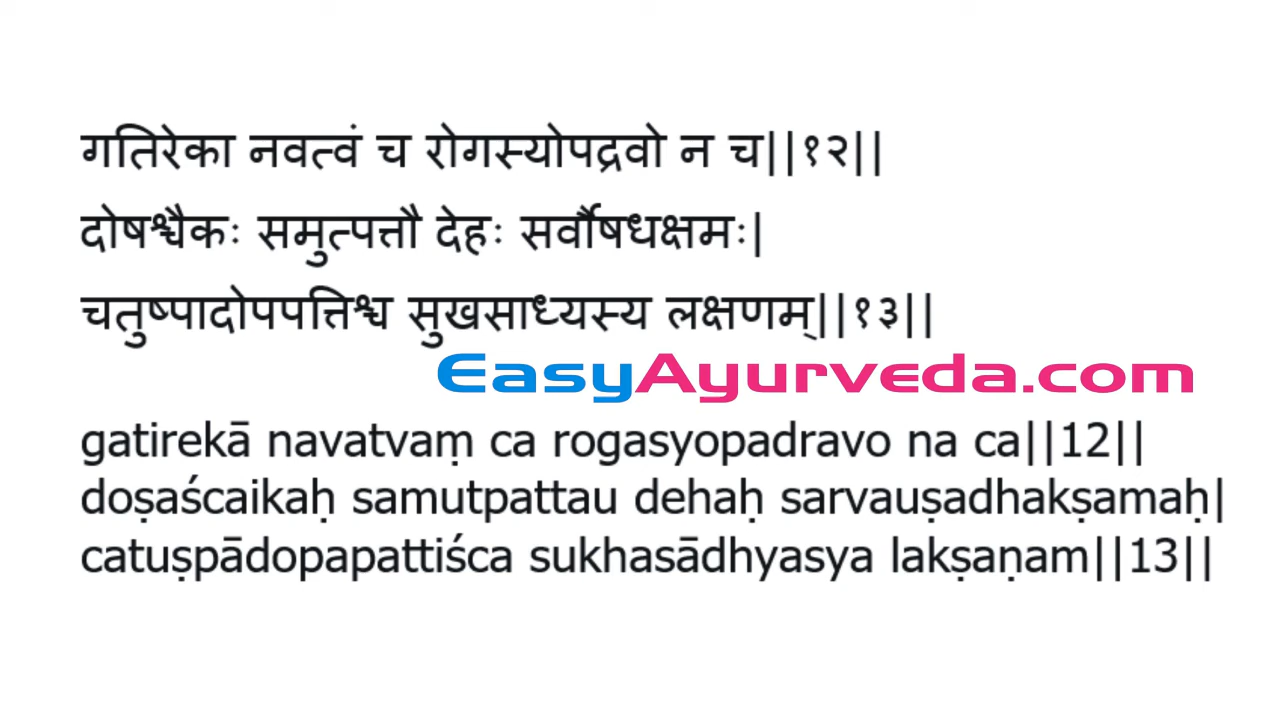 गतिरेका नवत्वं च रोगस्योपद्रवो न च||१२||
दोषश्चैकः समुत्पत्तौ देहः सर्वौषधक्षमः|
चतुष्पादोपपत्तिश्च सुखसाध्यस्य लक्षणम्||१३||
EasyAyurveda.com
gatirekā navatvaṃ ca rogasyopadravo na ca||12||
doṣaścaikaḥ samutpattau dehaḥ sarvauṣadhakṣamaḥ|
catuṣpādopapattiśca sukhasādhyasya lakṣaṇam||13||